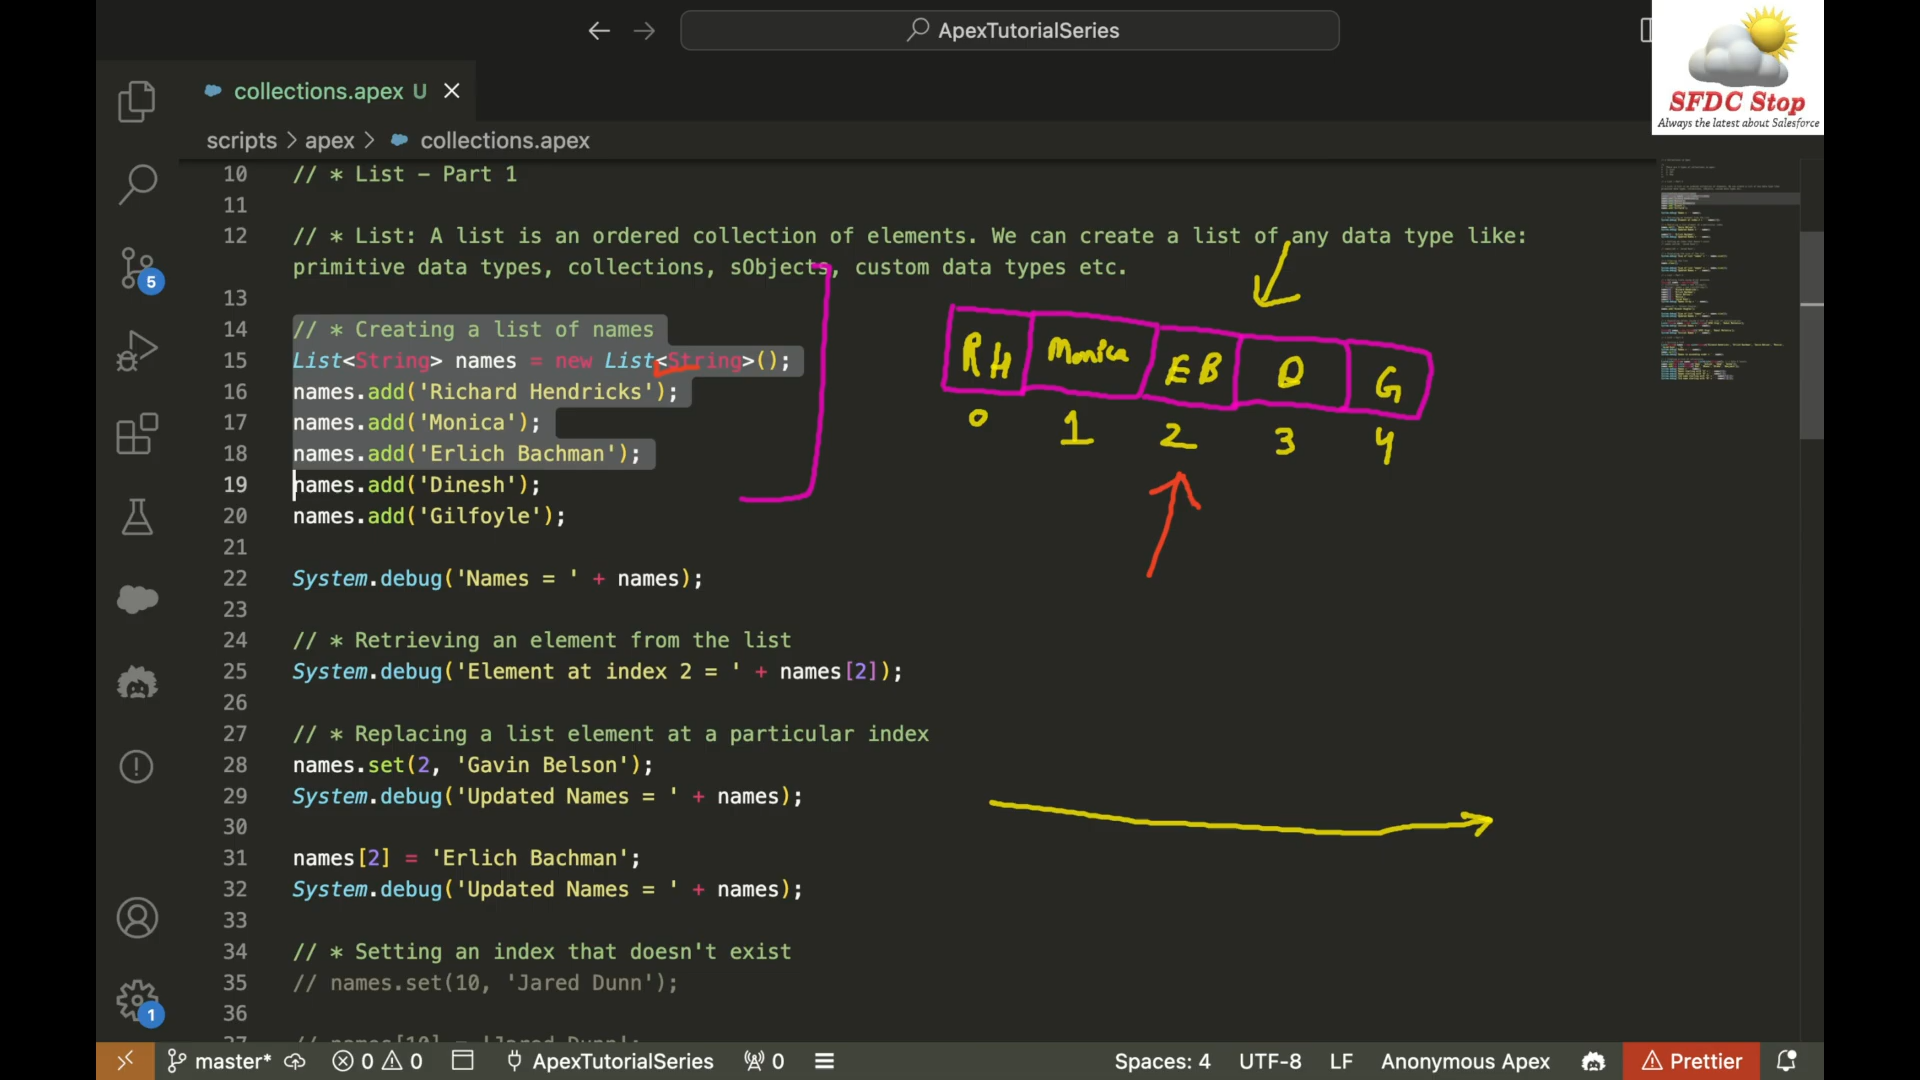 ApexTutorialSeries
SFDC Stop
Always the latest about Salesforce
collections.apex U
scripts > apex > collections.apex
10 // * List - Part 1
11
12 // * List: A list is an ordered collection of elements. We can create a list of any data type like:
primitive data types, collections, sObjects, custom data types etc.
13
14 // * Creating a list of names
15 List<String> names = new List<String>();
16 names.add('Richard Hendricks');
17 names.add('Monica');
18 names.add('Erlich Bachman');
19 names.add('Dinesh');
20 names.add('Gilfoyle');
21
22 System.debug('Names = ' + names);
23
24 // * Retrieving an element from the list
25 System.debug('Element at index 2 = ' + names[2]);
26
27 // * Replacing a list element at a particular index
28 names.set(2, 'Gavin Belson');
29 System.debug('Updated Names = ' + names);
30
31 names[2] = 'Erlich Bachman';
32 System.debug('Updated Names = ' + names);
33
34 // * Setting an index that doesn't exist
35 // names.set(10, 'Jared Dunn');
36
37 // names[10] = 'Jared Dunn';
RH Monica EB D G
0 1 2 3 4
5
1
master* 0 0 ApexTutorialSeries 0 Spaces: 4 UTF-8 LF Anonymous Apex Prettier